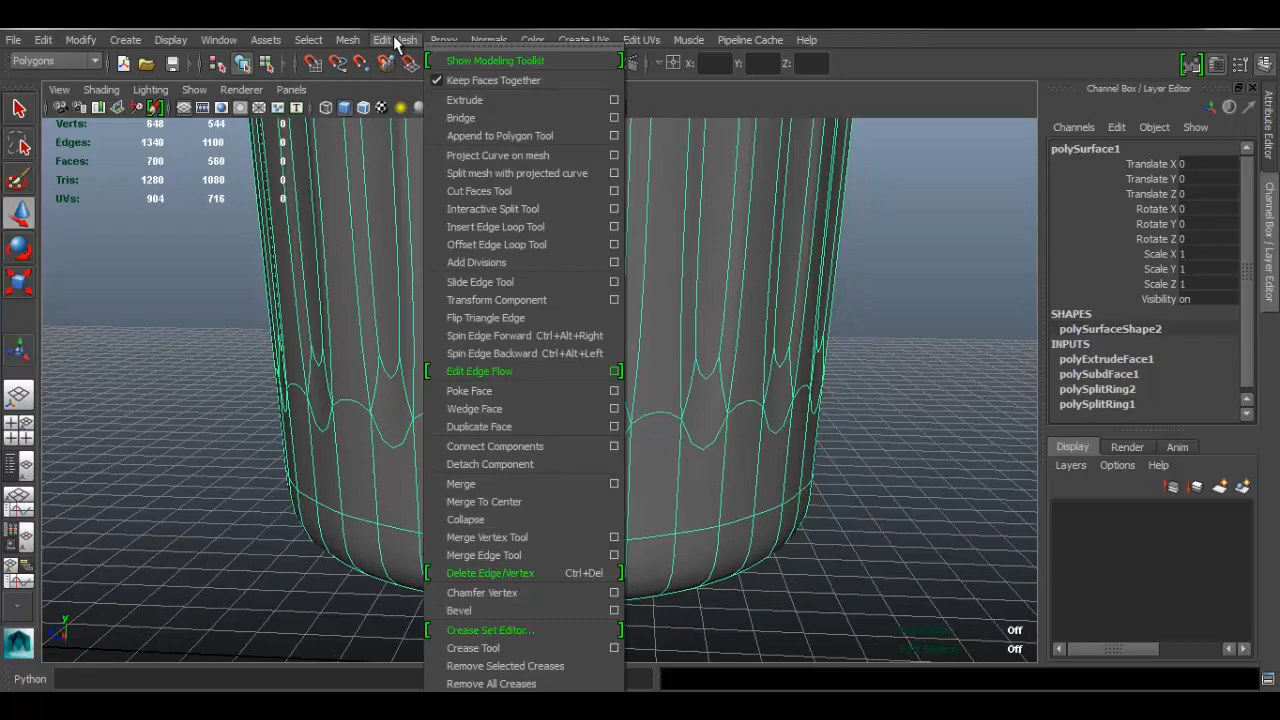 File Edit Modify Create Display Window Assets Select Mesh Edit Mesh Proxy Normals Color Create UVs Edit UVs Muscle Pipeline Cache Help
Polygons
X: Y: Z:
View Shading Lighting Show Renderer Panels
Verts: 648 544 0
Edges: 1340 1100 0
Faces: 700 560 0
Tris: 1280 1080 0
UVs: 904 716 0
Show Modeling Toolkit
Keep Faces Together
Extrude
Bridge
Append to Polygon Tool
Project Curve on mesh
Split mesh with projected curve
Cut Faces Tool
Interactive Split Tool
Insert Edge Loop Tool
Offset Edge Loop Tool
Add Divisions
Slide Edge Tool
Transform Component
Flip Triangle Edge
Spin Edge Forward Ctrl+Alt+Right
Spin Edge Backward Ctrl+Alt+Left
Edit Edge Flow
Poke Face
Wedge Face
Duplicate Face
Connect Components
Detach Component
Merge
Merge To Center
Collapse
Merge Vertex Tool
Merge Edge Tool
Delete Edge/Vertex Ctrl+Del
Chamfer Vertex
Bevel
Crease Set Editor...
Crease Tool
Remove Selected Creases
Remove All Creases
y
Off
Off
Python
Channel Box / Layer Editor
Channels Edit Object Show
polySurface1
Translate X 0
Translate Y 0
Translate Z 0
Rotate X 0
Rotate Y 0
Rotate Z 0
Scale X 1
Scale Y 1
Scale Z 1
Visibility on
SHAPES
polySurfaceShape2
INPUTS
polyExtrudeFace1
polySubdFace1
polySplitRing2
polySplitRing1
Display Render Anim
Layers Options Help
Attribute Editor
Channel Box / Layer Editor